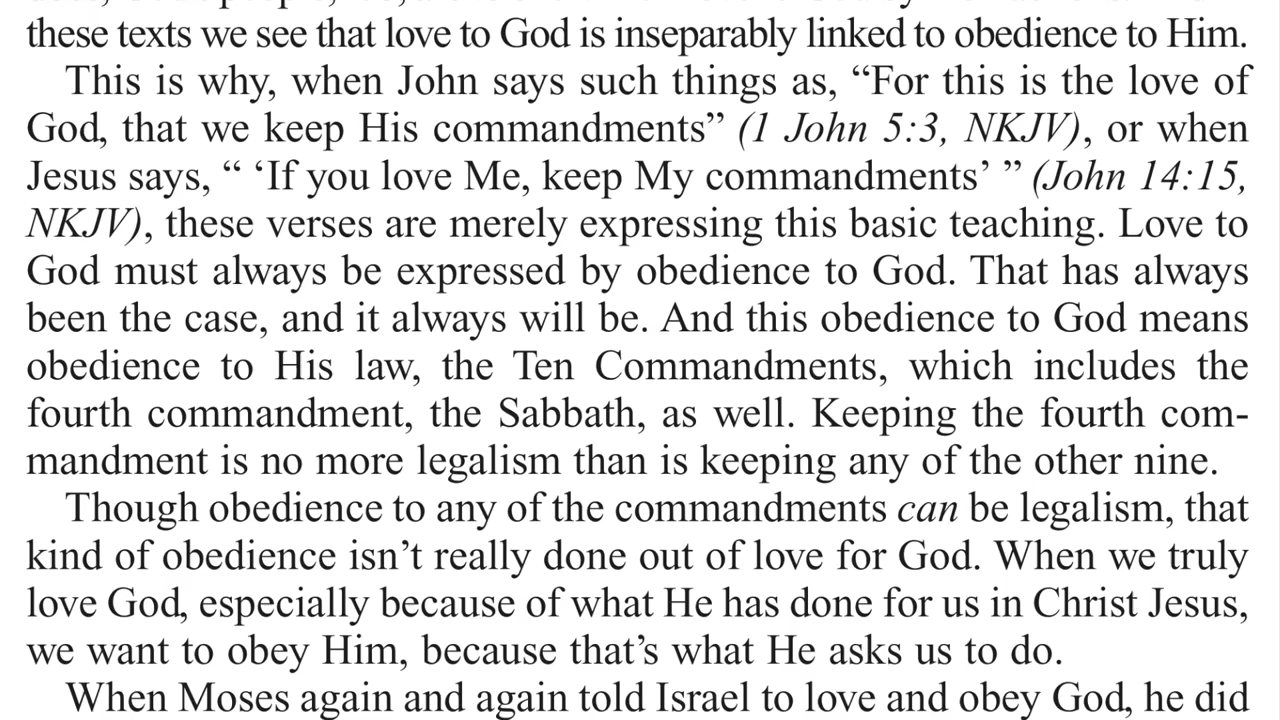 these texts we see that love to God is inseparably linked to obedience to Him.
This is why, when John says such things as, “For this is the love of
God, that we keep His commandments” (1 John 5:3, NKJV), or when
Jesus says, “ ‘If you love Me, keep My commandments’ ” (John 14:15,
NKJV), these verses are merely expressing this basic teaching. Love to
God must always be expressed by obedience to God. That has always
been the case, and it always will be. And this obedience to God means
obedience to His law, the Ten Commandments, which includes the
fourth commandment, the Sabbath, as well. Keeping the fourth com-
mandment is no more legalism than is keeping any of the other nine.
Though obedience to any of the commandments can be legalism, that
kind of obedience isn’t really done out of love for God. When we truly
love God, especially because of what He has done for us in Christ Jesus,
we want to obey Him, because that’s what He asks us to do.
When Moses again and again told Israel to love and obey God, he did